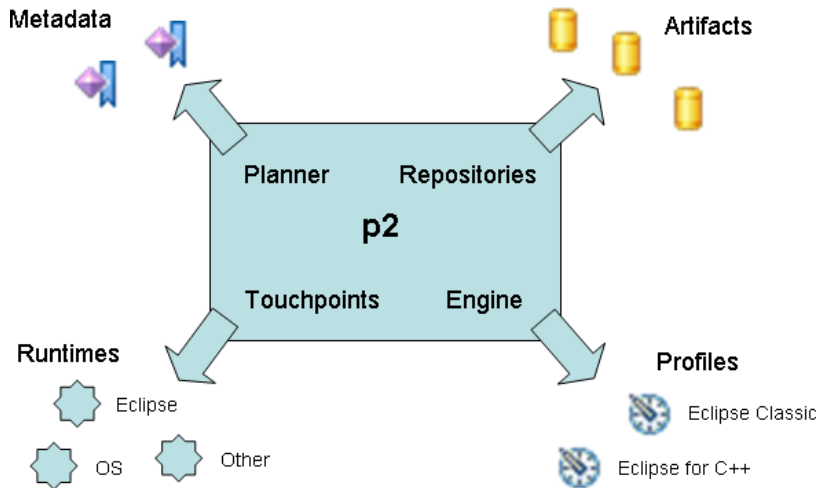 Metadata
Artifacts
Planner
Repositories
p2
Touchpoints
Engine
Runtimes
Eclipse
OS
Other
Profiles
Eclipse Classic
Eclipse for C++